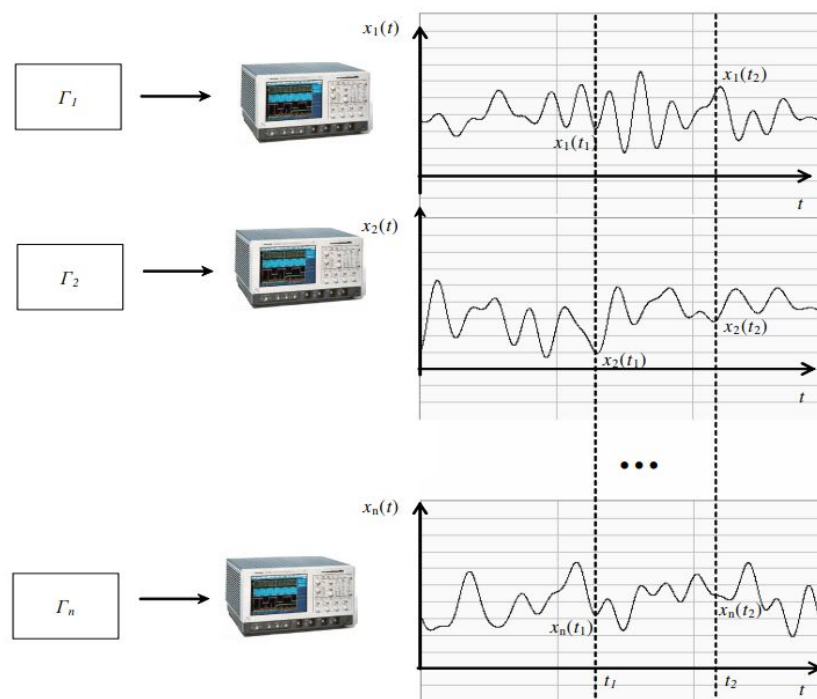 x₁(t)
Γ₁
x₁(t₂)
x₁(t₁)
t
x₂(t)
Γ₂
x₂(t₂)
x₂(t₁)
t
•••
xₙ(t)
Γₙ
xₙ(t₁)
xₙ(t₂)
t₁ t₂ t